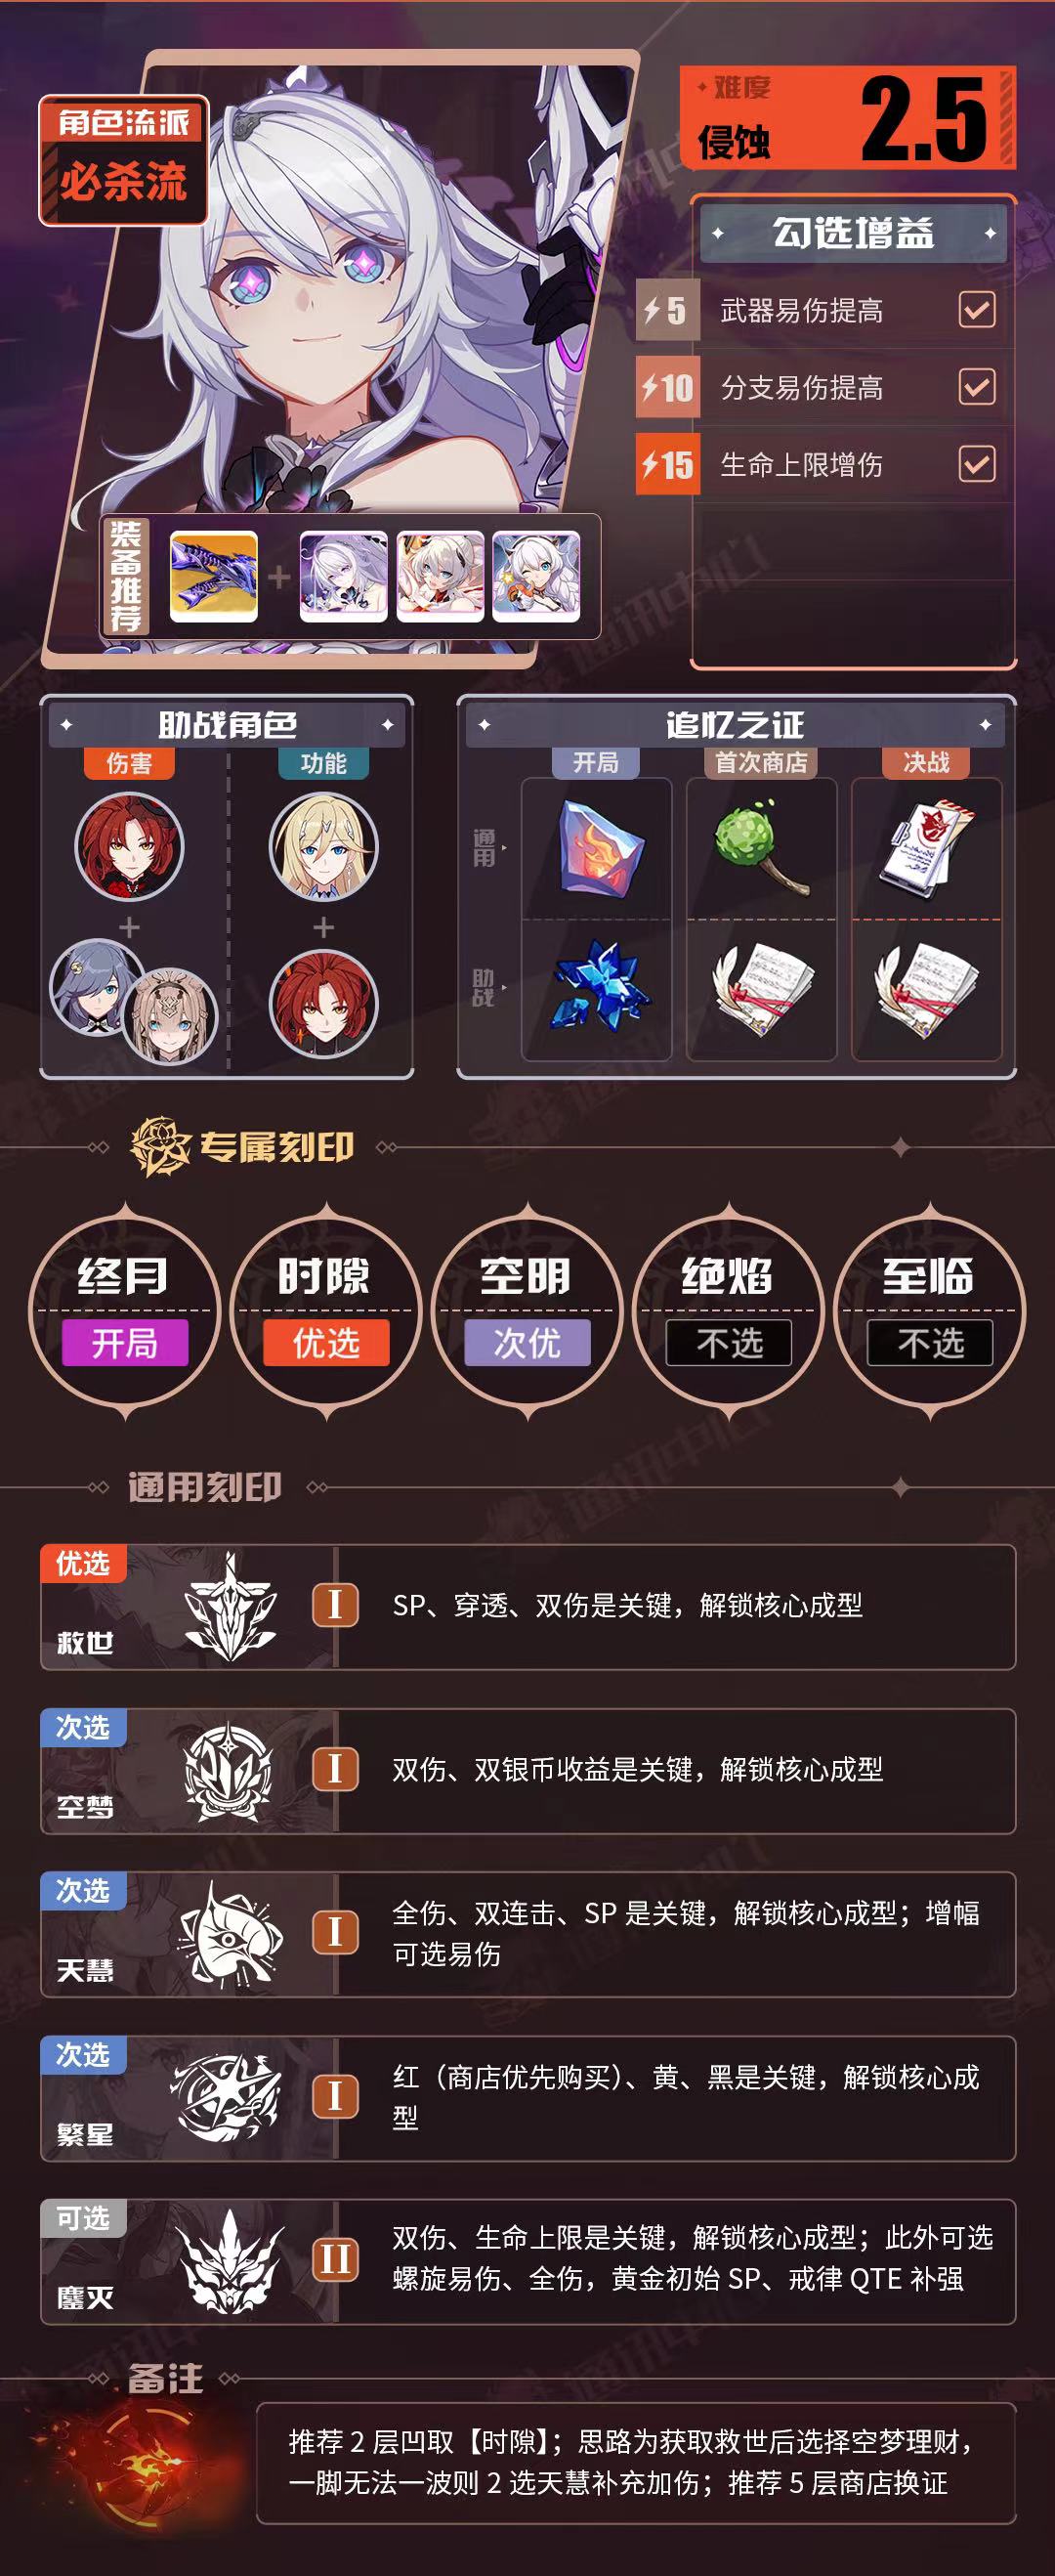 角色流派
必杀流
难度
侵蚀
2.5
勾选增益
5 武器易伤提高
10 分支易伤提高
15 生命上限增伤
装备推荐
助战角色
伤害
功能
追忆之证
开局
首次商店
决战
通用
助战
专属刻印
终月
开局
时隙
优选
空明
次优
绝焰
不选
至临
不选
通用刻印
优选
救世
I
SP、穿透、双伤是关键，解锁核心成型
次选
空梦
I
双伤、双银币收益是关键，解锁核心成型
次选
天慧
I
全伤、双连击、SP 是关键，解锁核心成型；增幅
可选易伤
次选
繁星
I
红（商店优先购买）、黄、黑是关键，解锁核心成
型
可选
鏖灭
II
双伤、生命上限是关键，解锁核心成型；此外可选
螺旋易伤、全伤，黄金初始 SP、戒律 QTE 补强
备注
推荐 2 层凹取【时隙】；思路为获取救世后选择空梦理财，
一脚无法一波则 2 选天慧补充加伤；推荐 5 层商店换证
通讯中心